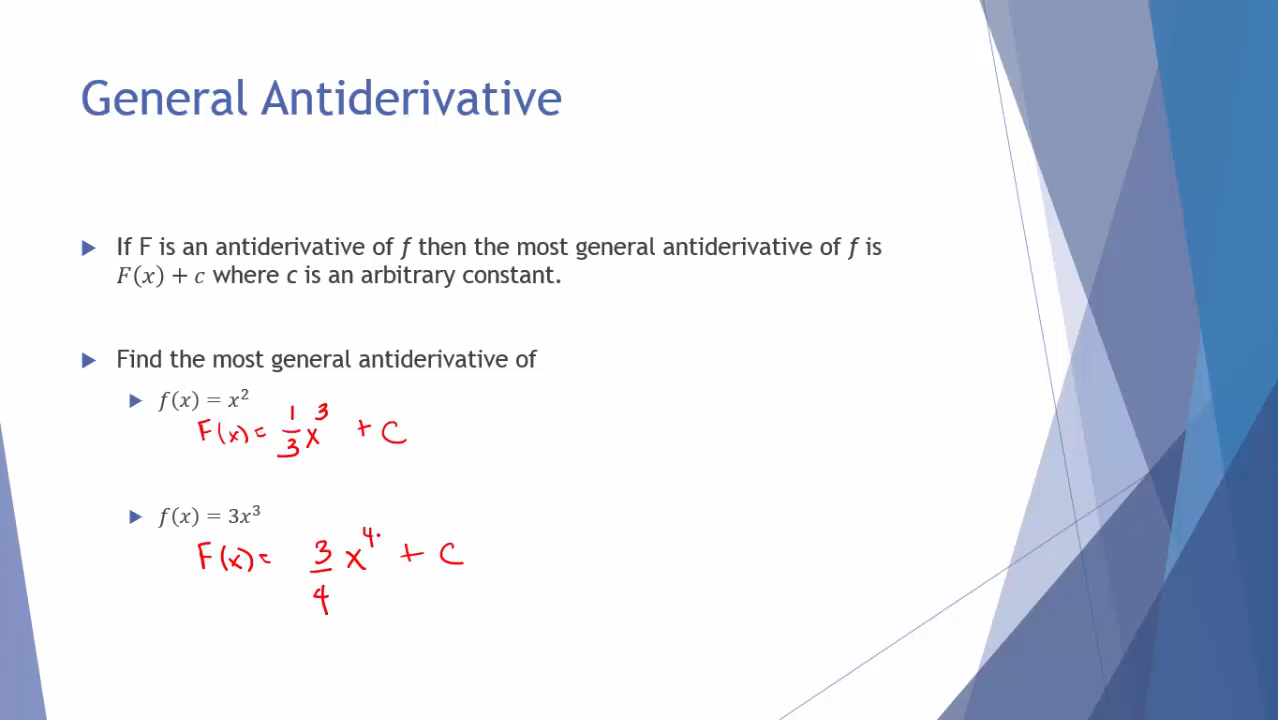 General Antiderivative
If F is an antiderivative of f then the most general antiderivative of f is
F(x) + c where c is an arbitrary constant.
Find the most general antiderivative of
f(x) = x²
F(x) = 1/3 x³ + C
f(x) = 3x³
F(x) = 3/4 x⁴ + C